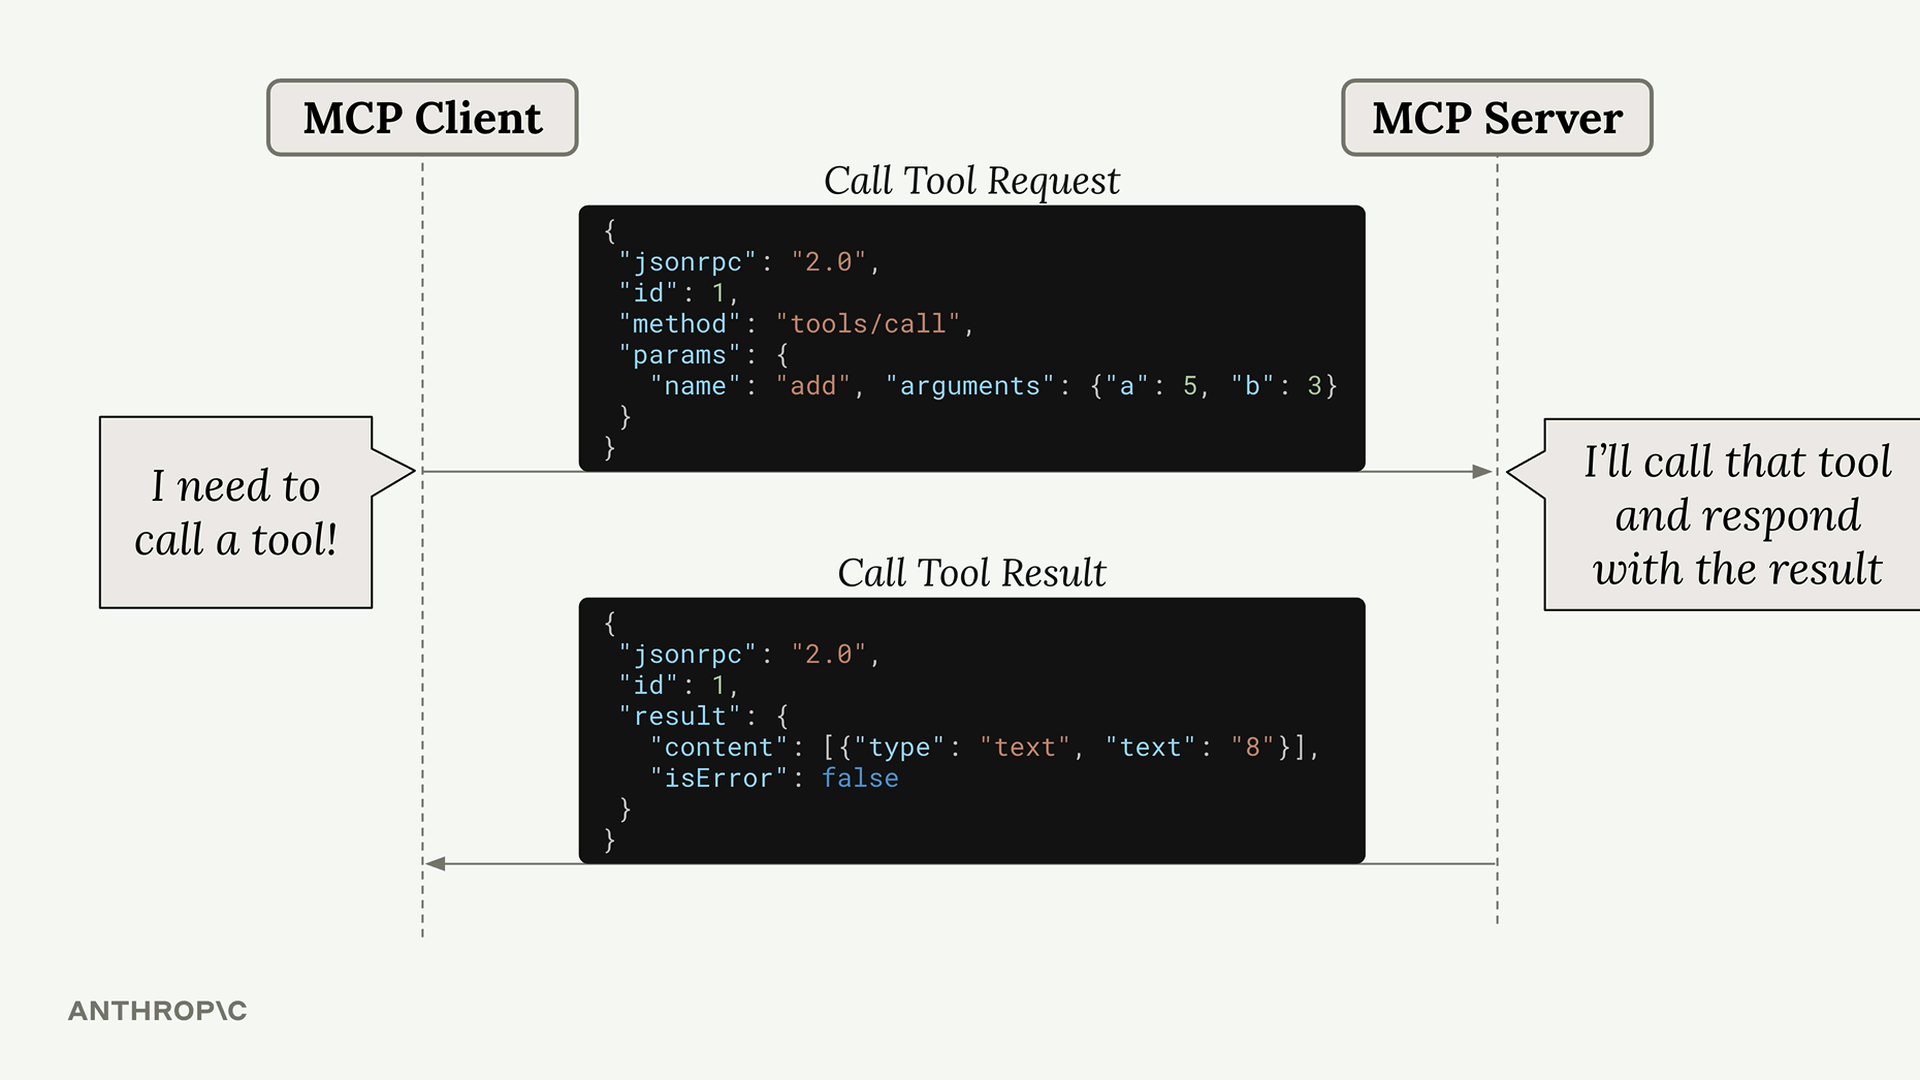 MCP Client
MCP Server
Call Tool Request
{
 "jsonrpc": "2.0",
 "id": 1,
 "method": "tools/call",
 "params": {
   "name": "add", "arguments": {"a": 5, "b": 3}
 }
}
I need to
call a tool!
I’ll call that tool
and respond
with the result
Call Tool Result
{
 "jsonrpc": "2.0",
 "id": 1,
 "result": {
   "content": [{"type": "text", "text": "8"}],
   "isError": false
 }
}
ANTHROP\C